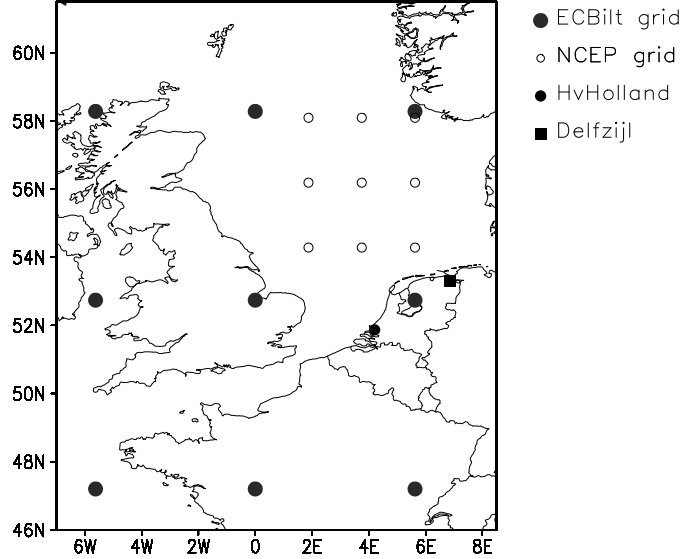 ECBilt grid
NCEP grid
HvHolland
Delfzijl
60N
58N
56N
54N
52N
50N
48N
46N
6W 4W 2W 0 2E 4E 6E 8E